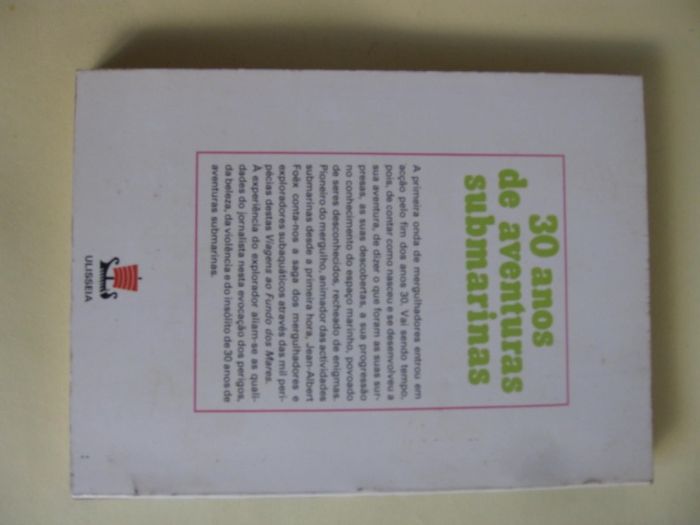 30 anos
de aventuras
submarinas
A primeira onda de mergulhadores entrou em
acção pelo fim dos anos 30. Vai sendo tempo,
pois, de contar como nasceu e se desenvolveu a
sua aventura, de dizer o que foram as suas sur-
presas, as suas descobertas, a sua progressão
no conhecimento do espaço marinho, povoado
de seres desconhecidos, recheado de enigmas.
Pioneiro do mergulho, animador das actividades
submarinas desde a primeira hora, Jean-Albert
Foëx conta-nos a saga dos mergulhadores e
exploradores subaquáticos através das mil peri-
pécias destas Viagens ao Fundo dos Mares.
À experiência do explorador aliam-se as quali-
dades do jornalista nesta evocação dos perigos,
da beleza, da violência e do insólito de 30 anos de
aventuras submarinas.
ULISSEIA